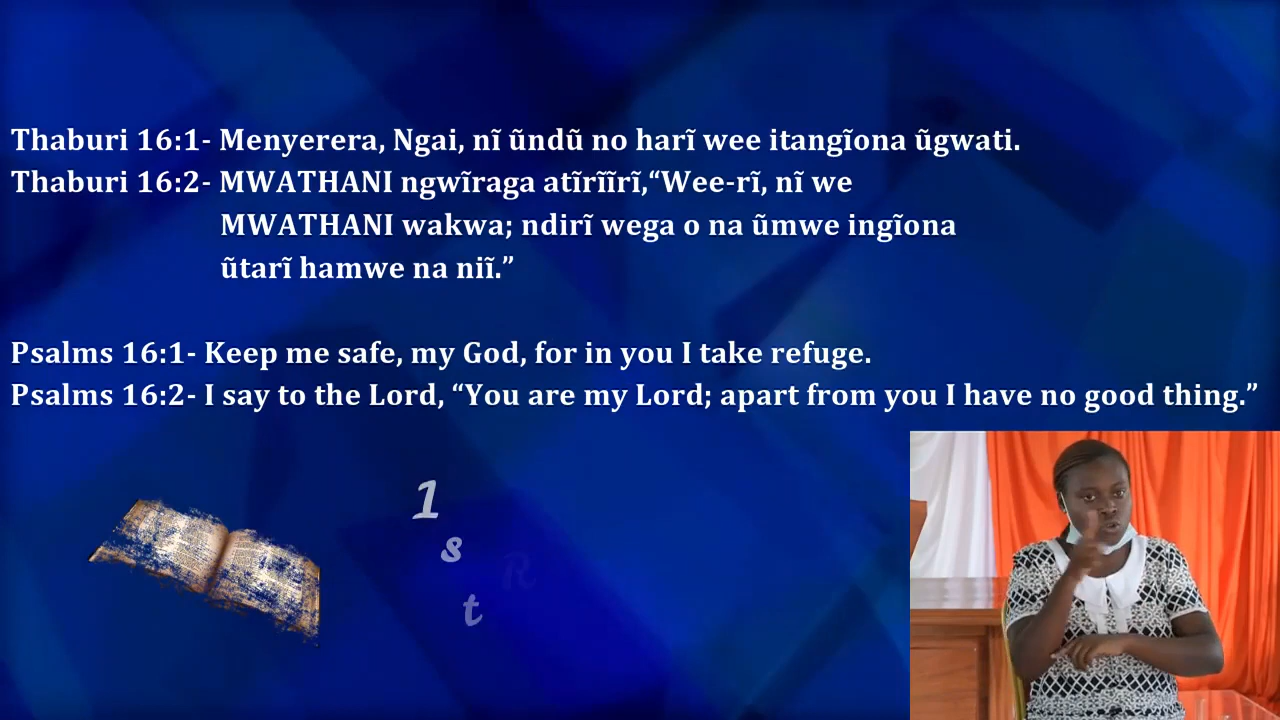 Thaburi 16:1- Menyerera, Ngai, nĩ ũndũ no harĩ wee itangĩona ũgwati.
Thaburi 16:2- MWATHANI ngwĩraga atĩrĩĩrĩ,“Wee-rĩ, nĩ we
MWATHANI wakwa; ndirĩ wega o na ũmwe ingĩona
ũtarĩ hamwe na niĩ.”
Psalms 16:1- Keep me safe, my God, for in you I take refuge.
Psalms 16:2- I say to the Lord, “You are my Lord; apart from you I have no good thing.”
1st R